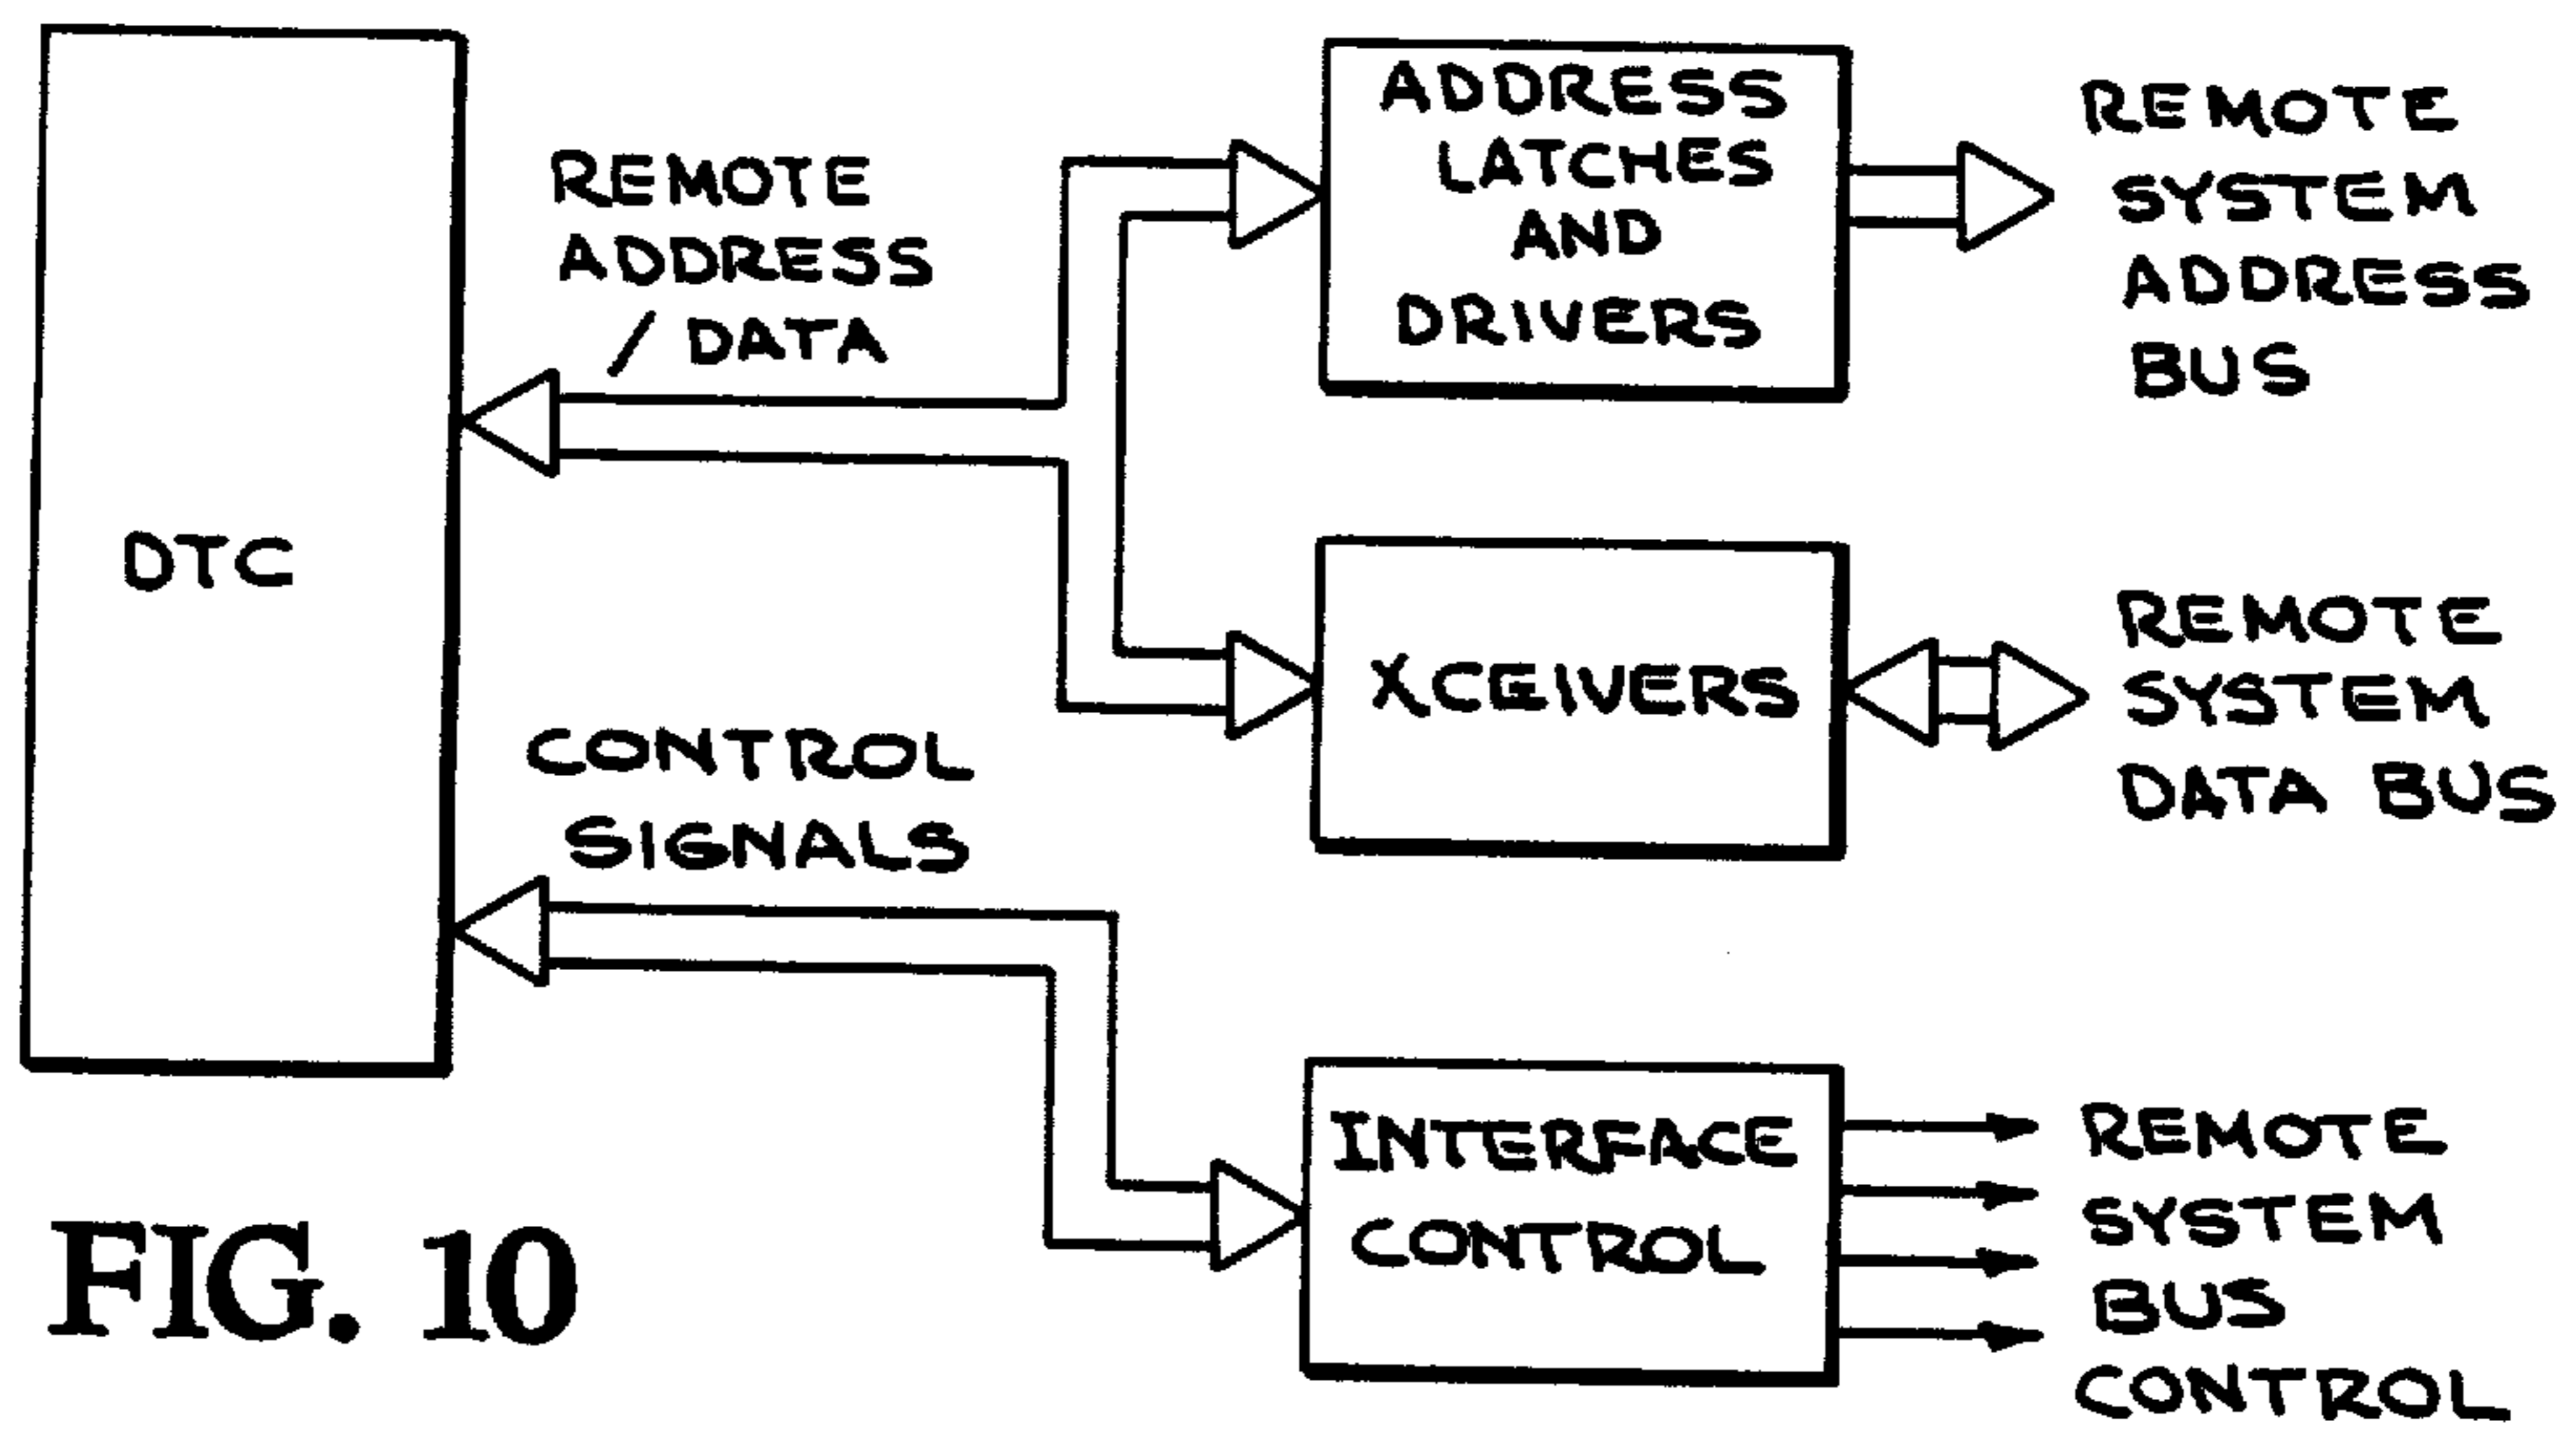 DTC
REMOTE
ADDRESS
/ DATA
CONTROL
SIGNALS
ADDRESS
LATCHES
AND
DRIVERS
REMOTE
SYSTEM
ADDRESS
BUS
XCEIVERS
REMOTE
SYSTEM
DATA BUS
INTERFACE
CONTROL
REMOTE
SYSTEM
BUS
CONTROL
FIG. 10